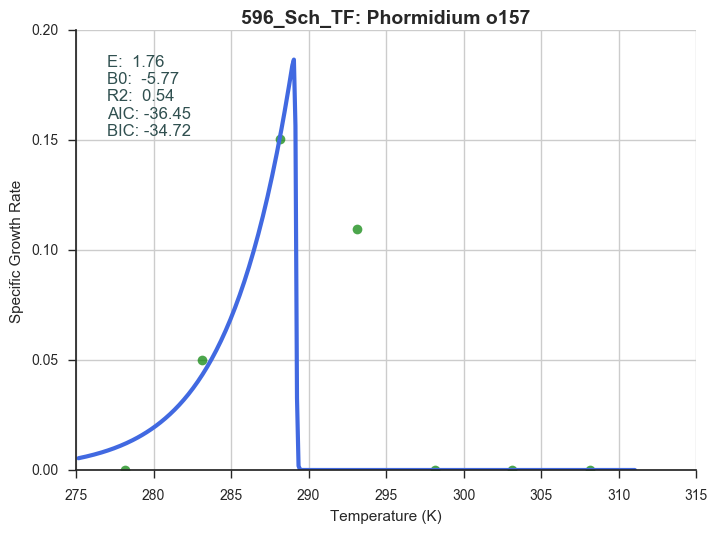 596_Sch_TF: Phormidium o157
E: 1.76
B0: -5.77
R2: 0.54
AIC: -36.45
BIC: -34.72
0.20
0.15
0.10
0.05
0.00
Specific Growth Rate
275 280 285 290 295 300 305 310 315
Temperature (K)